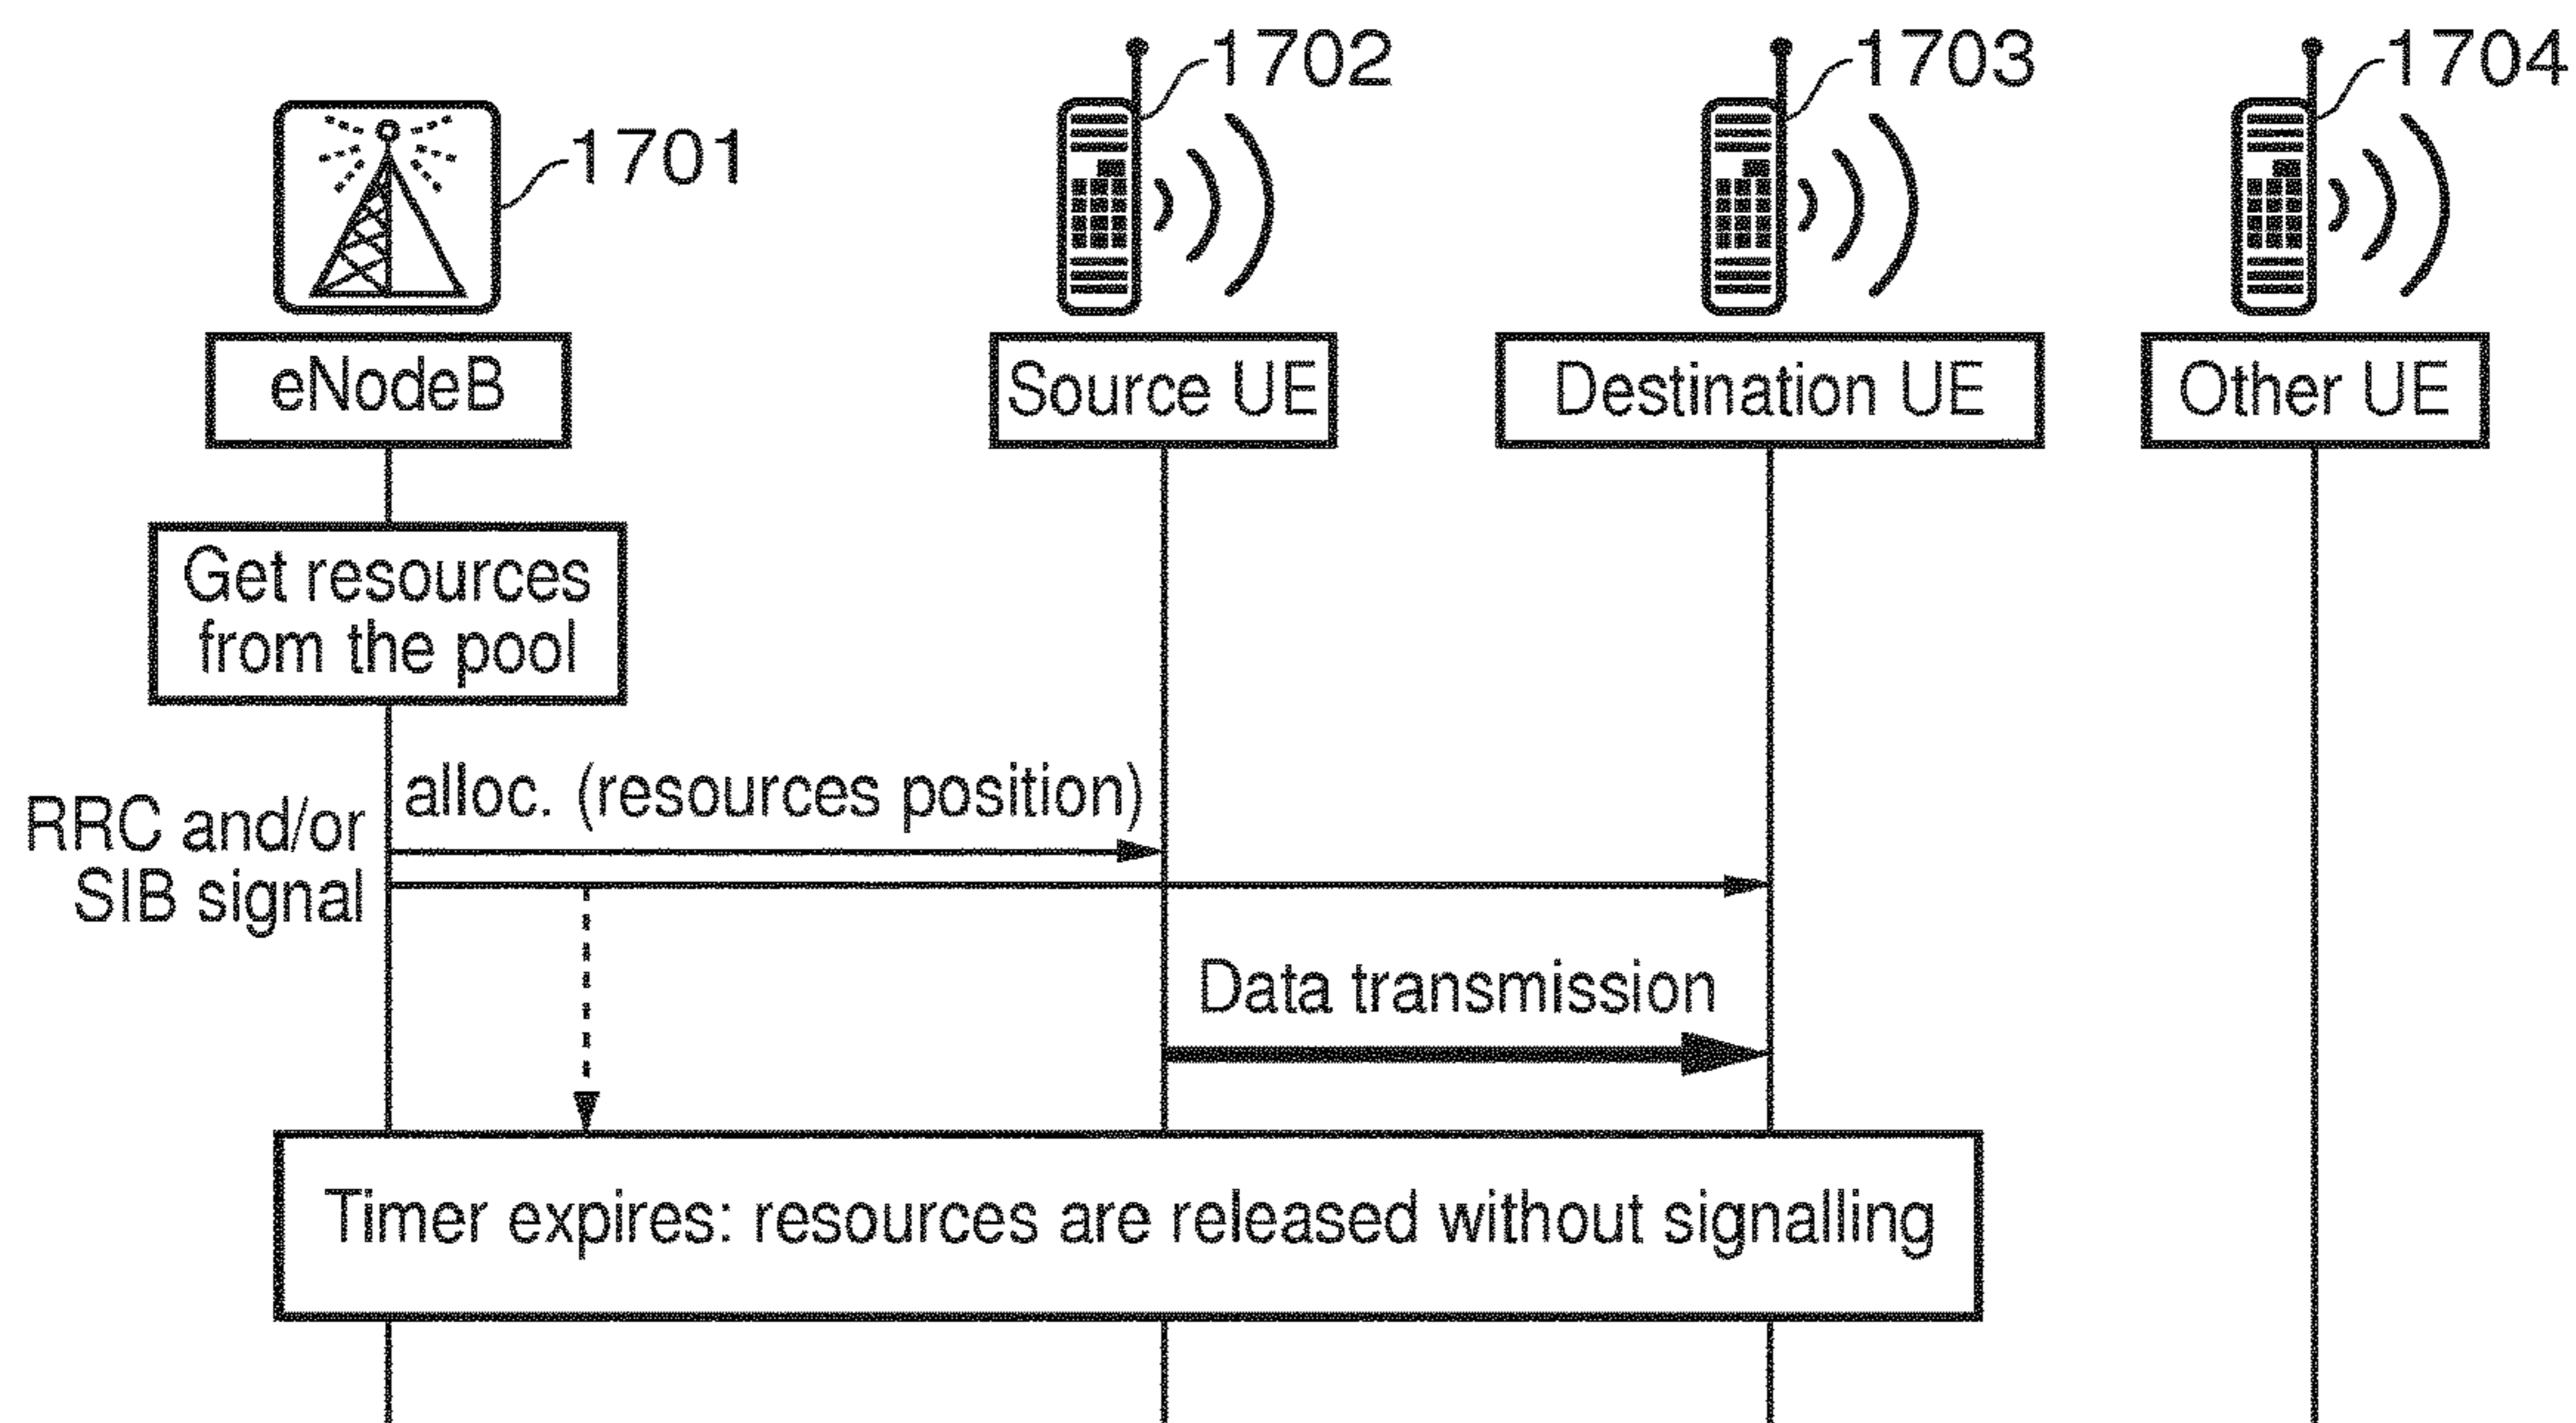 1702
1703
1704
1701
eNodeB
Source UE
Destination UE
Other UE
Get resources
from the pool
alloc. (resources position)
RRC and/or
SIB signal
Data transmission
Timer expires: resources are released without signalling